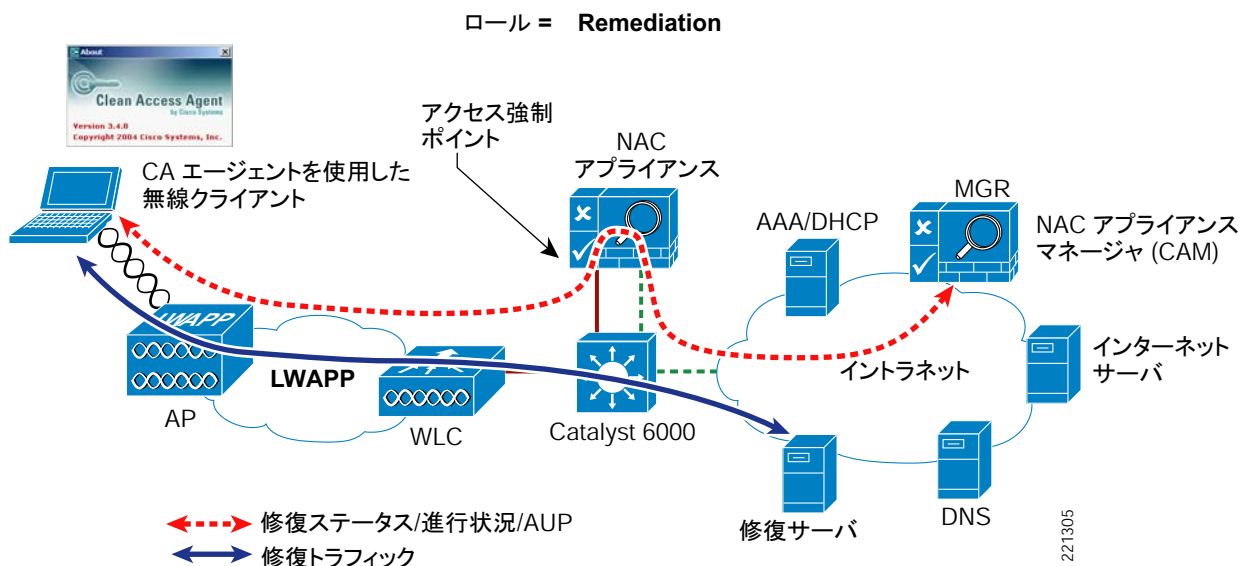 ロール = Remediation
About
Clean Access Agent
by Cisco Systems
Version 3.4.0
Copyright 2004 Cisco Systems, Inc.
アクセス強制
ポイント
NAC
アプライアンス
CA エージェントを使用した
無線クライアント
MGR
AAA/DHCP
NAC アプライアンス
マネージャ (CAM)
LWAPP
LWAPP
イントラネット
インターネット
サーバ
AP
WLC
Catalyst 6000
修復サーバ
DNS
修復ステータス/進行状況/AUP
修復トラフィック
221305